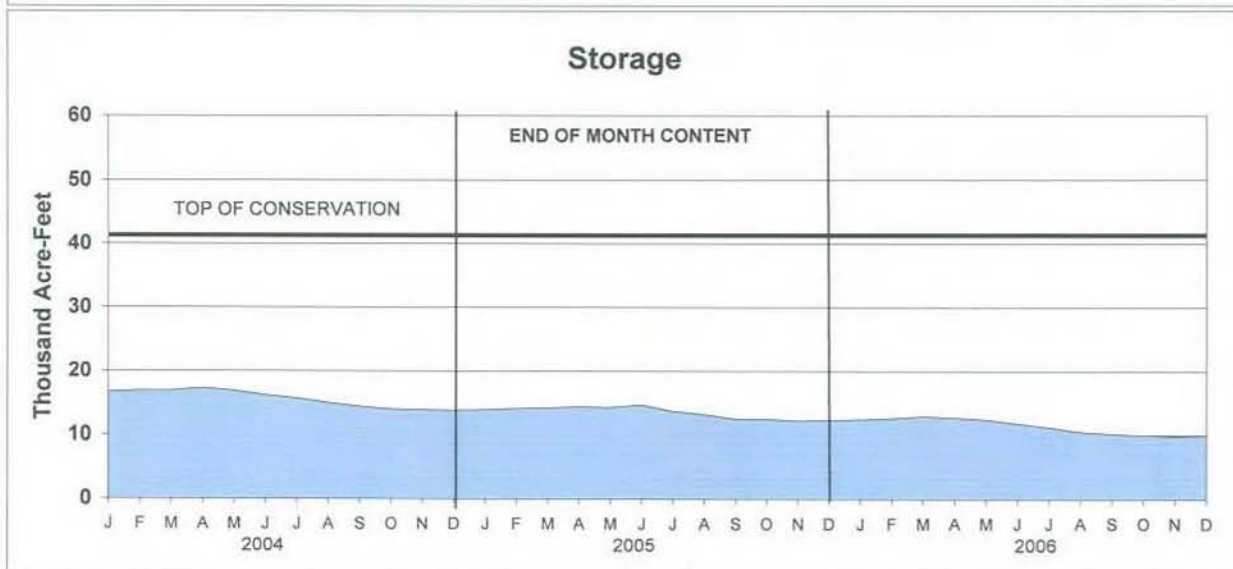 Storage
Thousand Acre-Feet
60
50
40
30
20
10
0
END OF MONTH CONTENT
TOP OF CONSERVATION
J F M A M J J A S O N D J F M A M J J A S O N D J F M A M J J A S O N D
2004 2005 2006